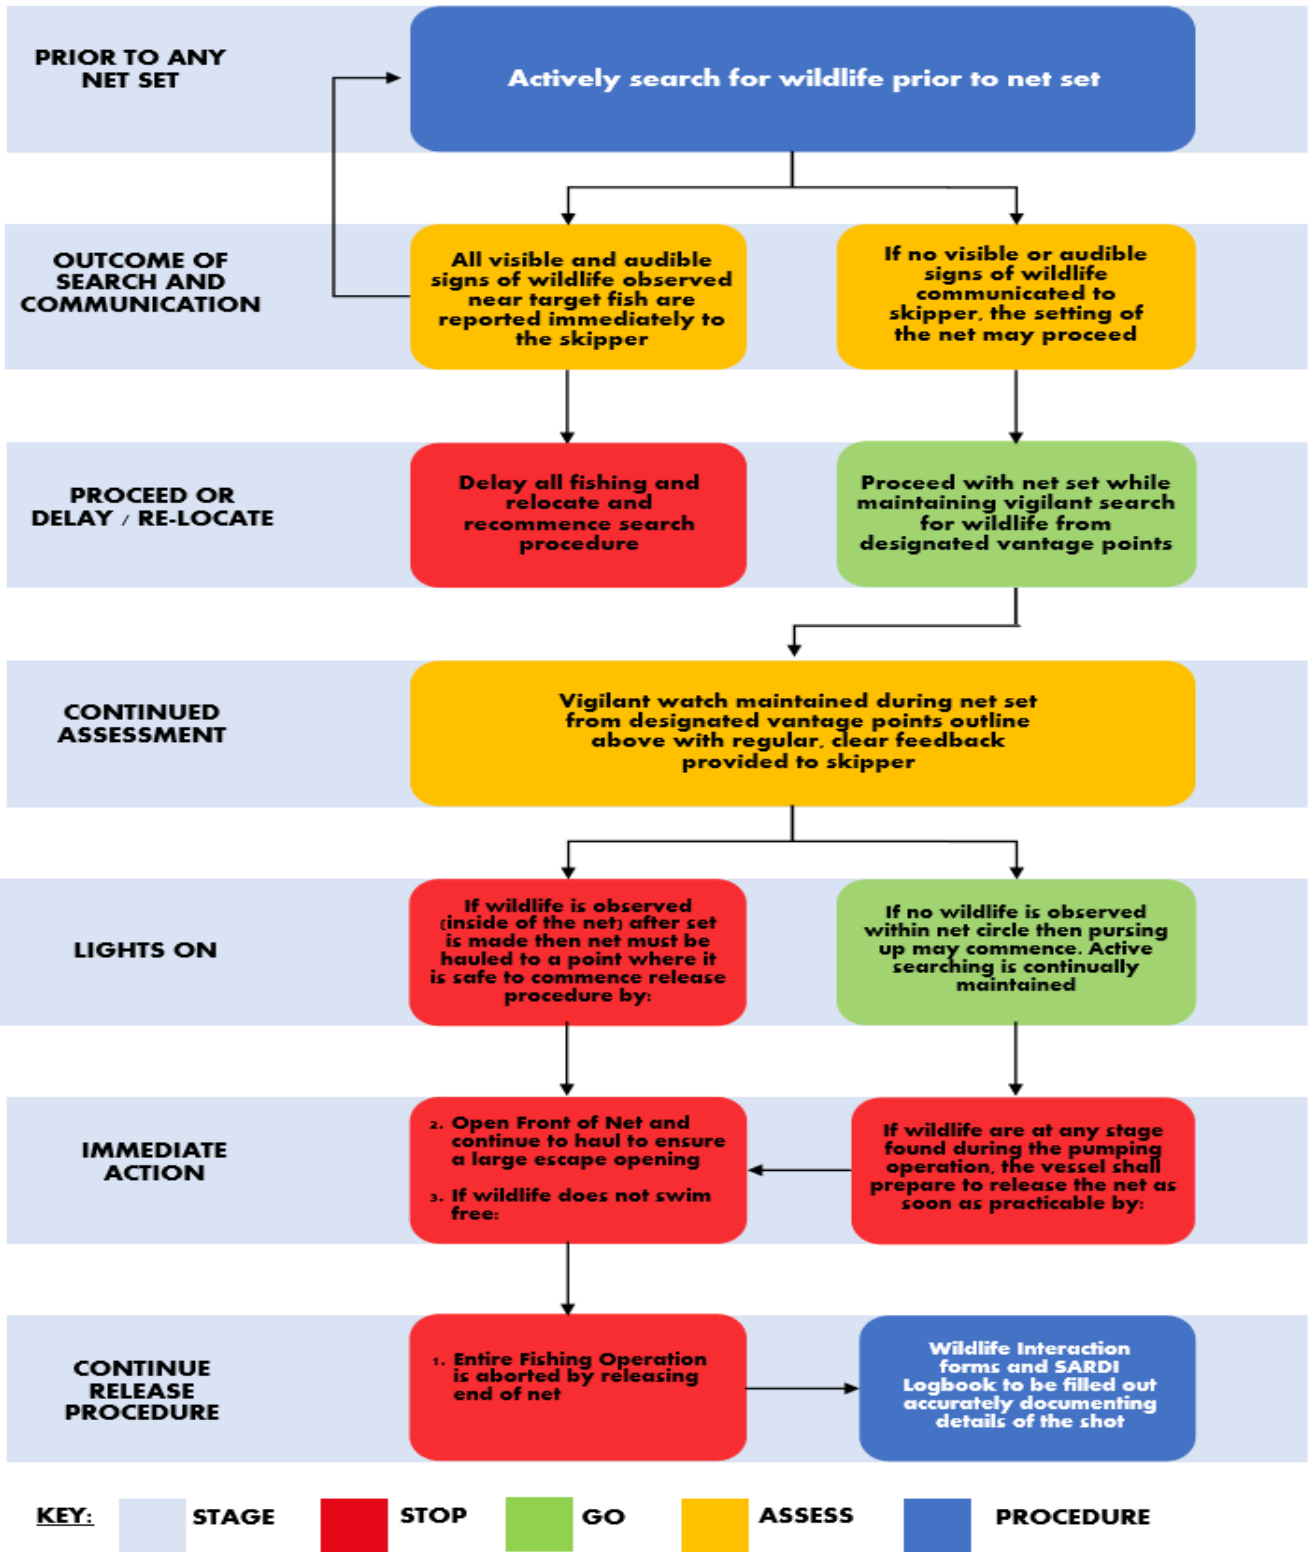 PRIOR TO ANY
NET SET
Actively search for wildlife prior to net set
OUTCOME OF
SEARCH AND
COMMUNICATION
All visible and audible
signs of wildlife observed
near target fish are
reported immediately to
the skipper
If no visible or audible
signs of wildlife
communicated to
skipper, the setting of
the net may proceed
PROCEED OR
DELAY / RE-LOCATE
Delay all fishing and
relocate and
recommence search
procedure
Proceed with net set while
maintaining vigilant search
for wildlife from
designated vantage points
CONTINUED
ASSESSMENT
Vigilant watch maintained during net set
from designated vantage points outline
above with regular, clear feedback
provided to skipper
LIGHTS ON
If wildlife is observed
(inside of the net) after set
is made then net must be
hauled to a point where it
is safe to commence release
procedure by:
If no wildlife is observed
within net circle then pursing
up may commence. Active
searching is continually
maintained
IMMEDIATE
ACTION
2. Open Front of Net and
continue to haul to ensure
a large escape opening
3. If wildlife does not swim
free:
If wildlife are at any stage
found during the pumping
operation, the vessel shall
prepare to release the net as
soon as practicable by:
CONTINUE
RELEASE
PROCEDURE
1. Entire Fishing Operation
is aborted by releasing
end of net
Wildlife Interaction
forms and SARDI
Logbook to be filled out
accurately documenting
details of the shot
KEY: STAGE STOP GO ASSESS PROCEDURE